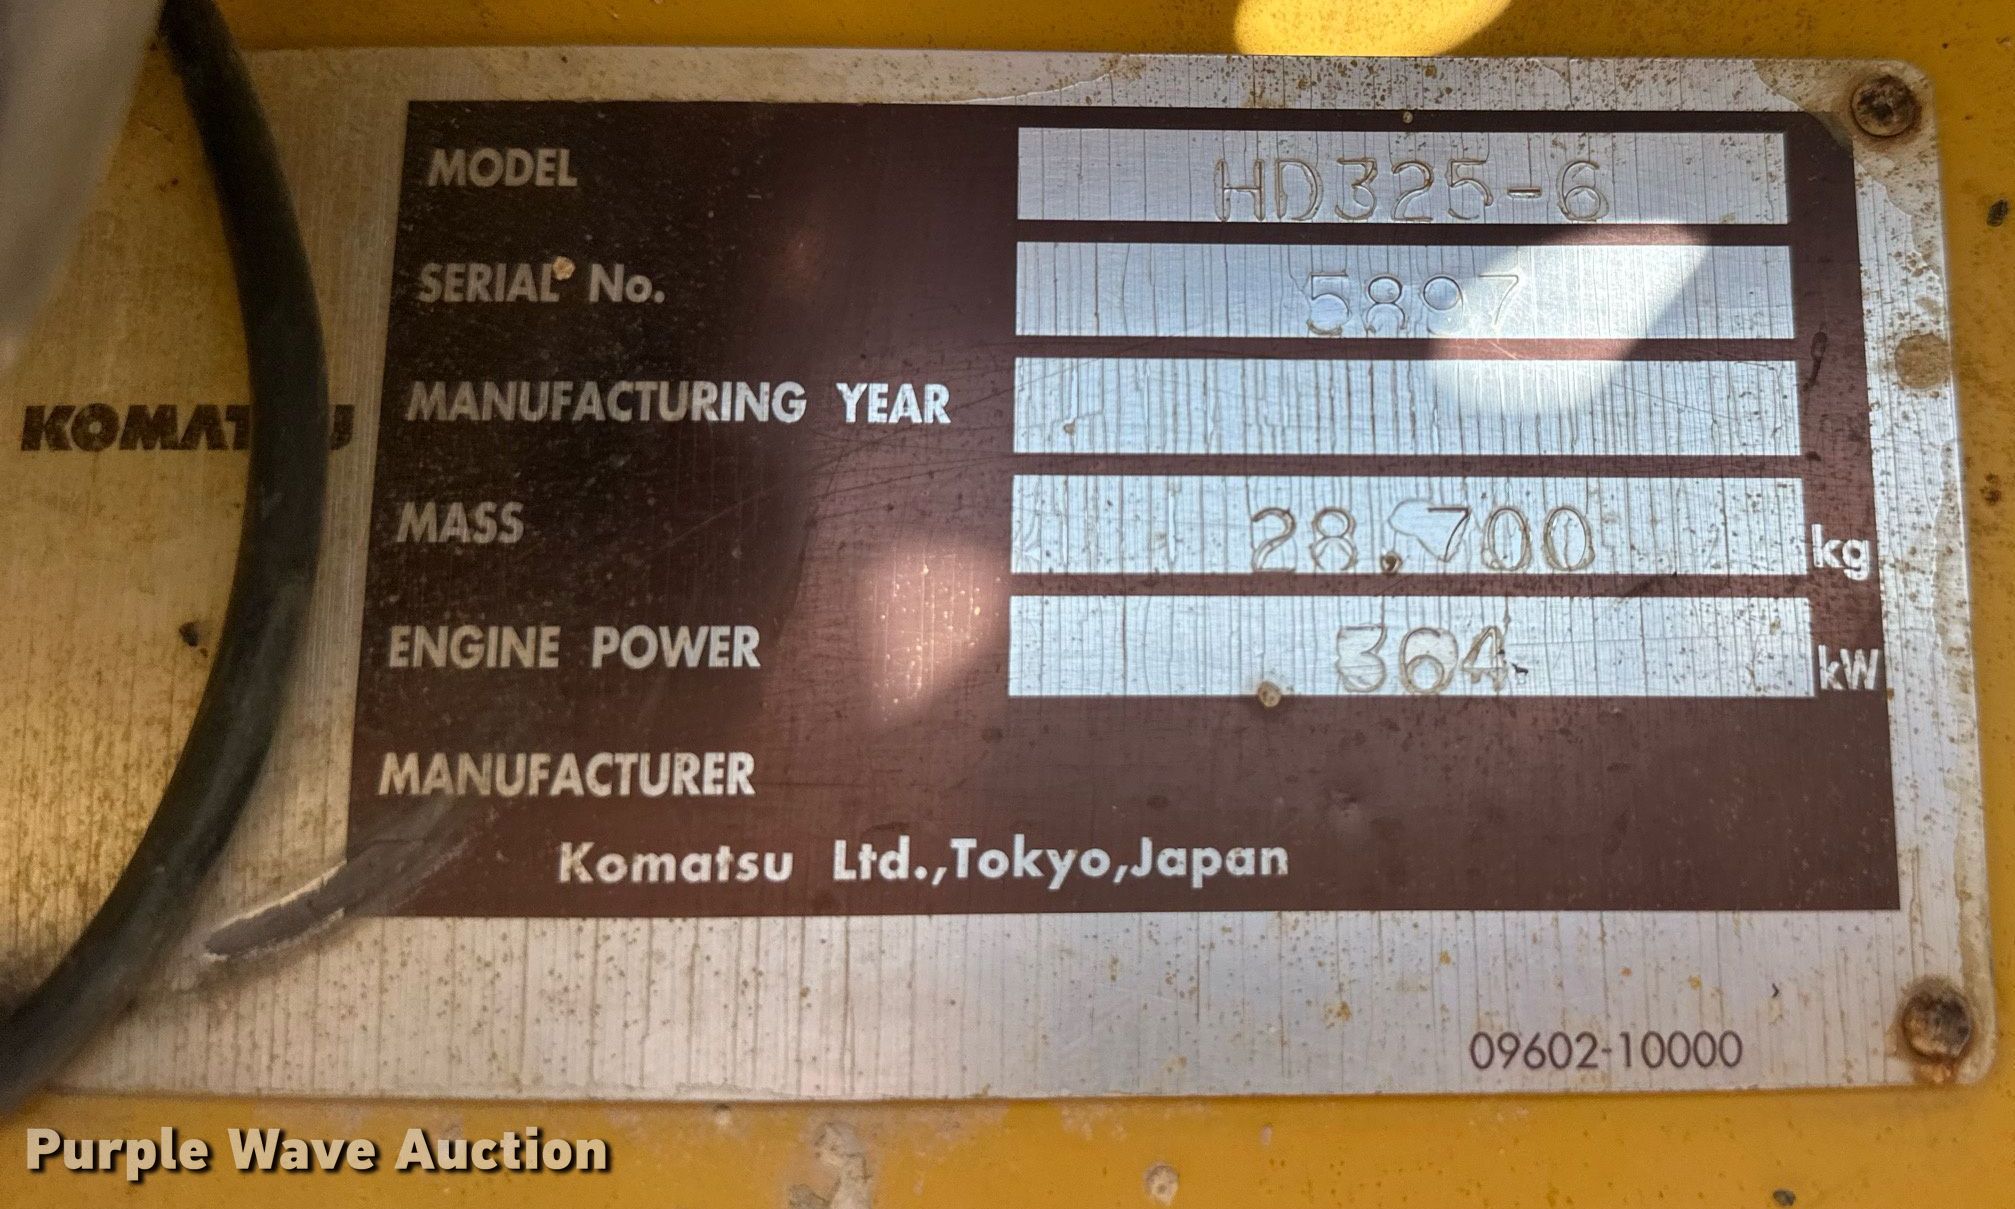 KOMATSU
MODEL HD325-6
SERIAL No. 5897
MANUFACTURING YEAR
MASS 28.700 kg
ENGINE POWER 364 kW
MANUFACTURER
Komatsu Ltd.,Tokyo,Japan
09602-10000
Purple Wave Auction